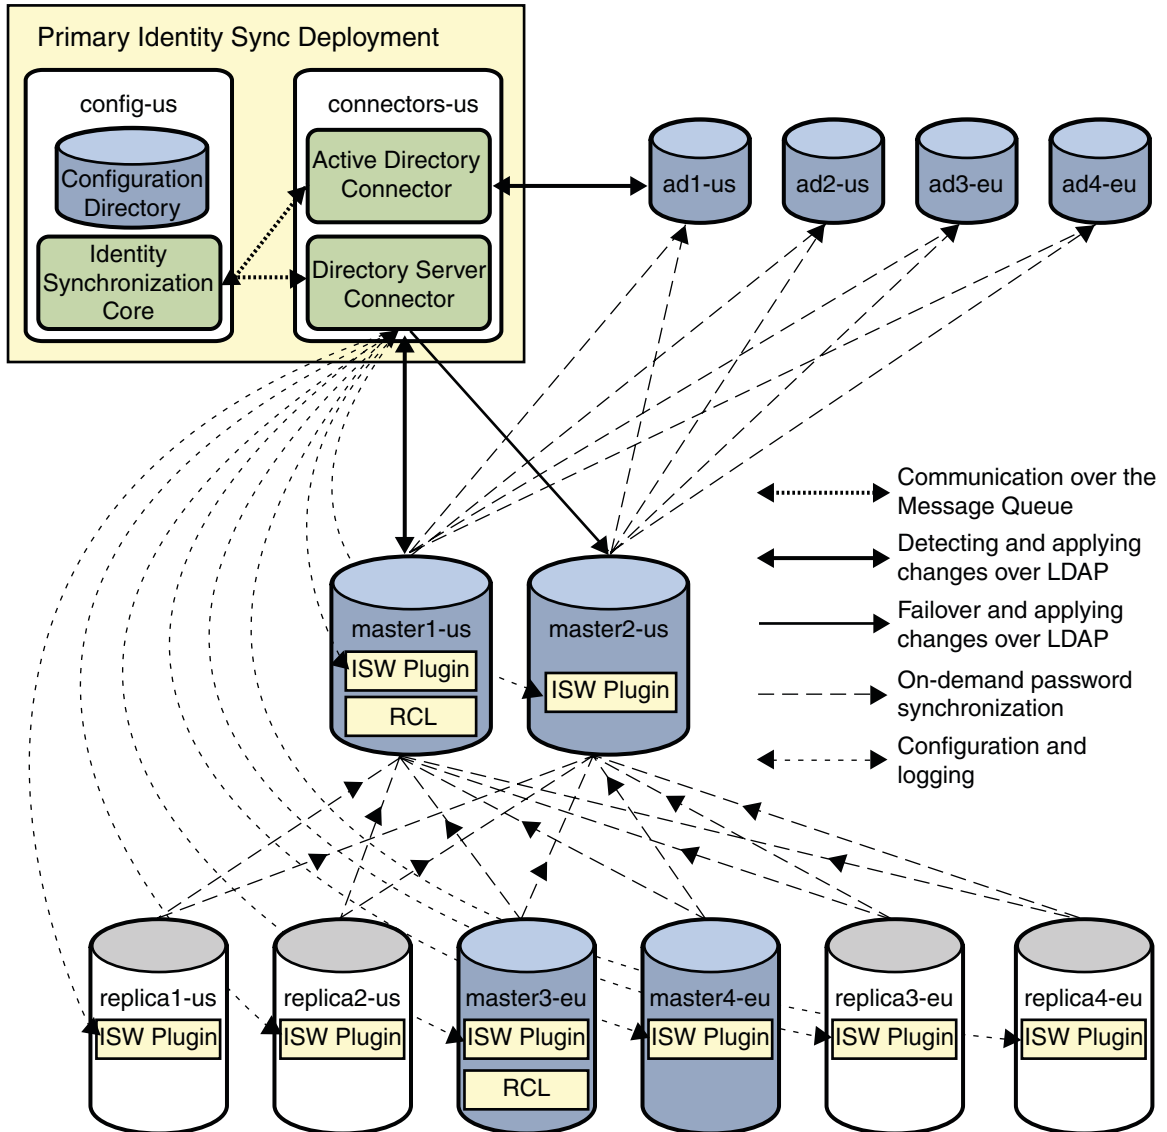 Primary Identity Sync Deployment
config-us
connectors-us
Configuration
Directory
Identity
Synchronization
Core
Active Directory
Connector
Directory Server
Connector
ad1-us
ad2-us
ad3-eu
ad4-eu
Communication over the
Message Queue
Detecting and applying
changes over LDAP
Failover and applying
changes over LDAP
On-demand password
synchronization
Configuration and
logging
master1-us
ISW Plugin
RCL
master2-us
ISW Plugin
replica1-us
ISW Plugin
replica2-us
ISW Plugin
master3-eu
ISW Plugin
RCL
master4-eu
ISW Plugin
replica3-eu
ISW Plugin
replica4-eu
ISW Plugin